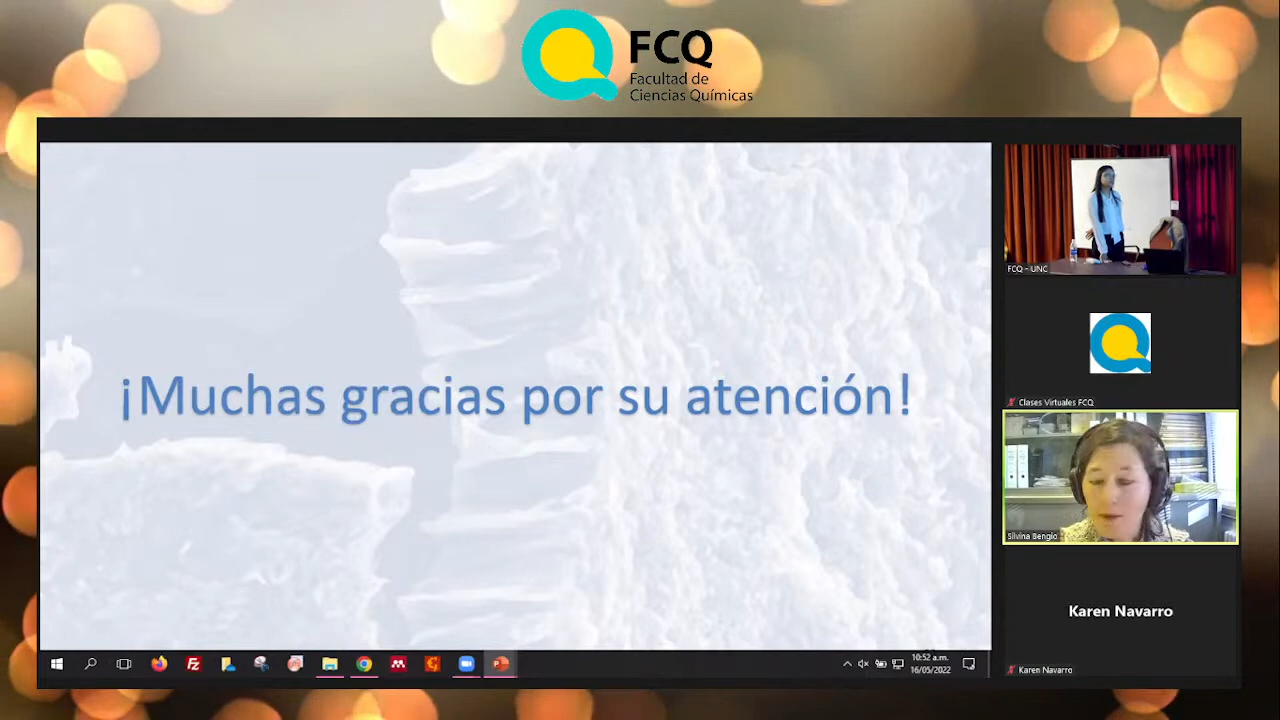 FCQ
Facultad de
Ciencias Químicas
¡Muchas gracias por su atención!
FCQ - UNC
Clases Virtuales FCQ
Silvina Bengio
Karen Navarro
Karen Navarro
10:52 a.m.
16/05/2022